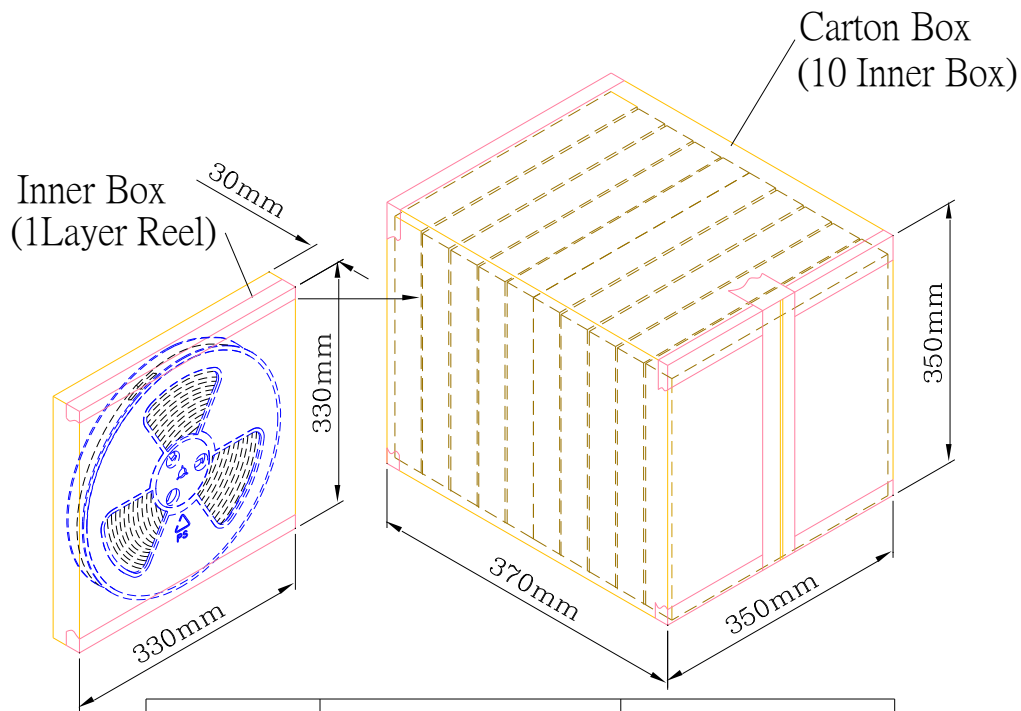 Carton Box
(10 Inner Box)
30mm
Inner Box
(1Layer Reel)
330mm
350mm
PS
370mm
350mm
330mm